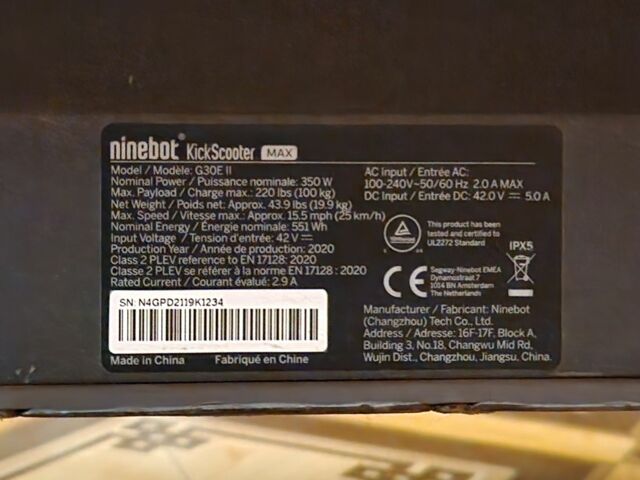 ninebot KickScooter MAX
Model / Modèle: G30E II
Nominal Power / Puissance nominale: 350 W
Max. Payload / Charge max.: 220 lbs (100 kg)
Net Weight / Poids net: Approx. 43.9 lbs (19.9 kg)
Max. Speed / Vitesse max.: Approx. 15.5 mph (25 km/h)
Nominal Energy / Énergie nominale: 551 Wh
Input Voltage / Tension d'entrée: 42 V
Production Year / Année de production: 2020
Class 2 PLEV reference to EN 17128: 2020
Classe 2 PLEV se référer à la norme EN 17128 : 2020
Rated Current / Courant évalué: 2.9 A
SN: N4GPD2119K1234
Made in China Fabriqué en Chine
AC Input / Entrée AC:
100-240V~50/60 Hz 2.0 A MAX
DC Input / Entrée DC: 42.0 V 5.0 A
This product has been
tested and certified to
UL2272 Standard
IPX5
CE
Segway-Ninebot EMEA
Dynamostraat 7
1014 BN Amsterdam
The Netherlands
Manufacturer / Fabricant: Ninebot
(Changzhou) Tech Co., Ltd.
Address / Adresse: 16F-17F, Block A,
Building 3, No.18, Changwu Mid Rd,
Wujin Dist., Changzhou, Jiangsu, China.